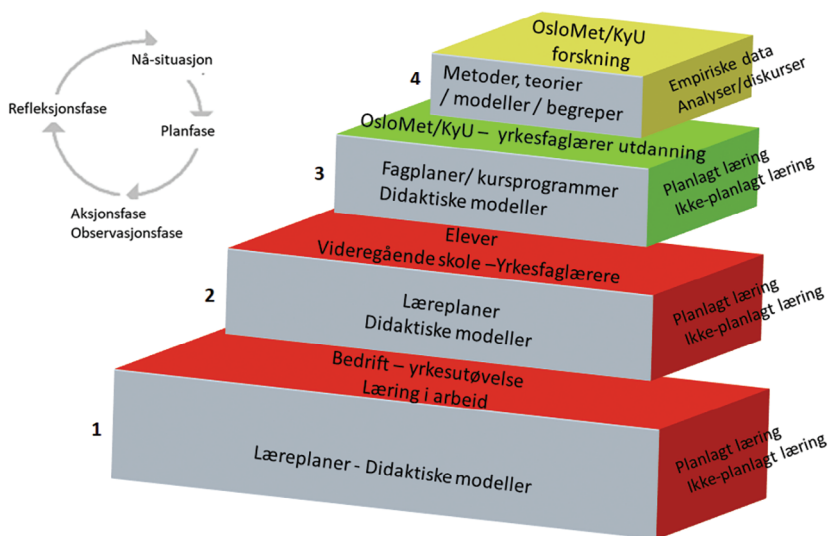 Nå-situasjon
Refleksjonsfase
Planfase
Aksjonsfase
Observasjonsfase
4
OsloMet/KyU
forskning
Metoder, teorier
/ modeller / begreper
Empiriske data
Analyser/diskurser
3
OsloMet/KyU – yrkesfaglærer utdanning
Fagplaner/ kursprogrammer
Didaktiske modeller
Planlagt læring
Ikke-planlagt læring
2
Elever
Videregående skole –Yrkesfaglærere
Læreplaner
Didaktiske modeller
Planlagt læring
Ikke-planlagt læring
1
Bedrift – yrkesutøvelse
Læring i arbeid
Læreplaner - Didaktiske modeller
Planlagt læring
Ikke-planlagt læring